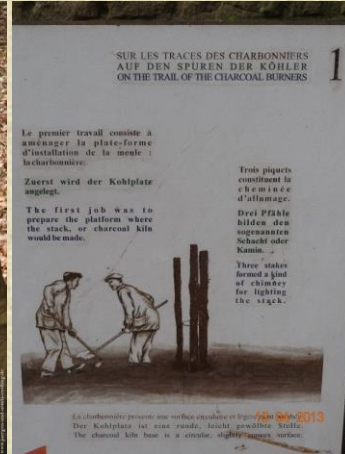 SUR LES TRACES DES CHARBONNIERS
AUF DEN SPUREN DER KÖHLER
ON THE TRAIL OF THE CHARCOAL BURNERS
1
Le premier travail consiste à
aménager la plate-forme
d'installation de la meule :
la charbonnière.
Zuerst wird der Kohlplatz
angelegt.
The first job was to
prepare the platform where
the stack, or charcoal kiln
would be made.
Trois piquets
constituent la
cheminée
d'allumage.
Drei Pfähle
bilden den
sogenannten
Schacht oder
Kamin.
Three stakes
formed a kind
of chimney
for lighting
the stack.
La charbonnière présente une surface circulaire et légèrement
Der Kohlplatz ist eine runde, leicht gewölbte Stelle.
The charcoal kiln base is a circular, slightly convex surface.
2013